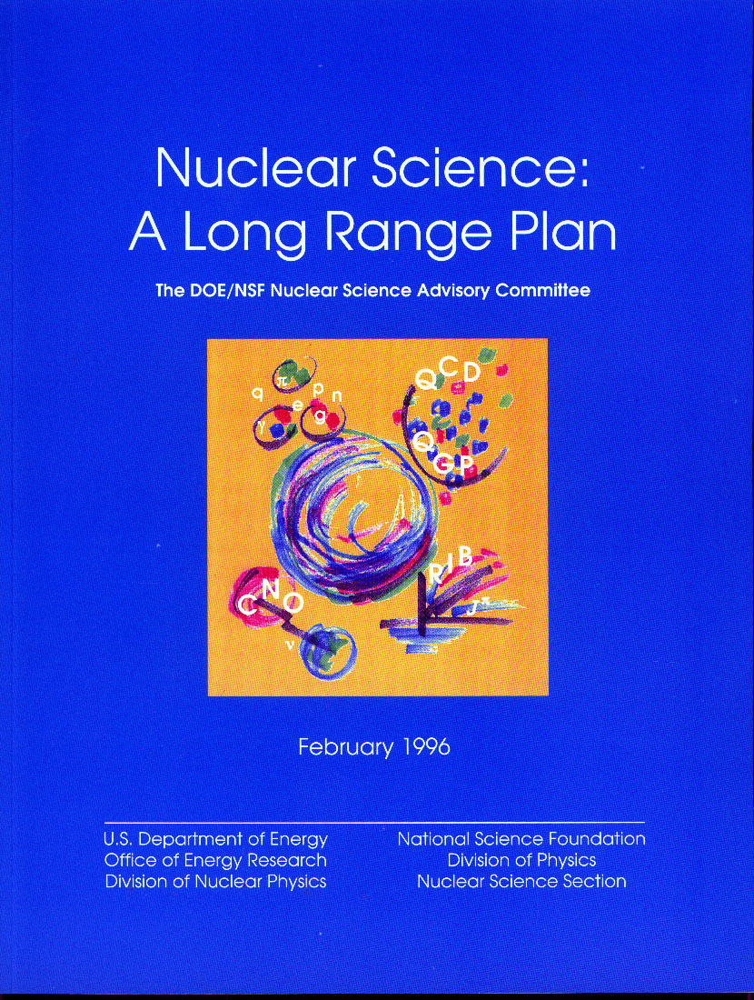 Nuclear Science:
A Long Range Plan
The DOE/NSF Nuclear Science Advisory Committee
π
q
e
p
n
γ
g
QCD
QGP
RIB
Jπ
CNO
ν
February 1996
U.S. Department of Energy
Office of Energy Research
Division of Nuclear Physics
National Science Foundation
Division of Physics
Nuclear Science Section